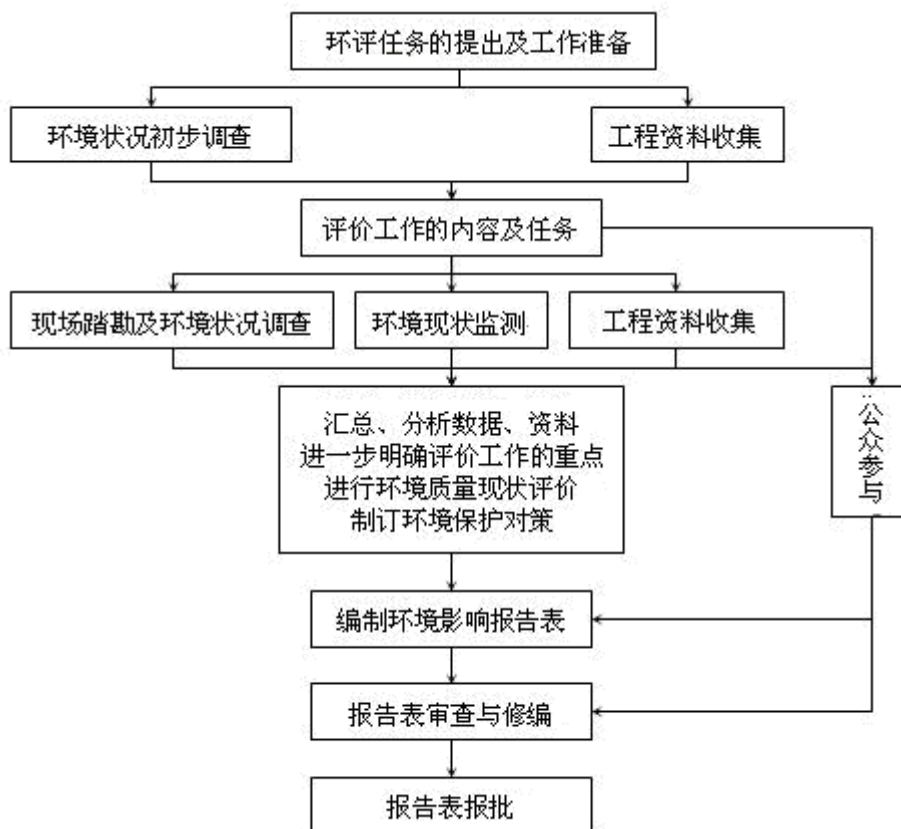 环评任务的提出及工作准备
环境状况初步调查
工程资料收集
评价工作的内容及任务
现场踏勘及环境状况调查
环境现状监测
工程资料收集
汇总、分析数据、资料
进一步明确评价工作的重点
进行环境质量现状评价
制订环境保护对策
公众参与
编制环境影响报告表
报告表审查与修编
报告表报批